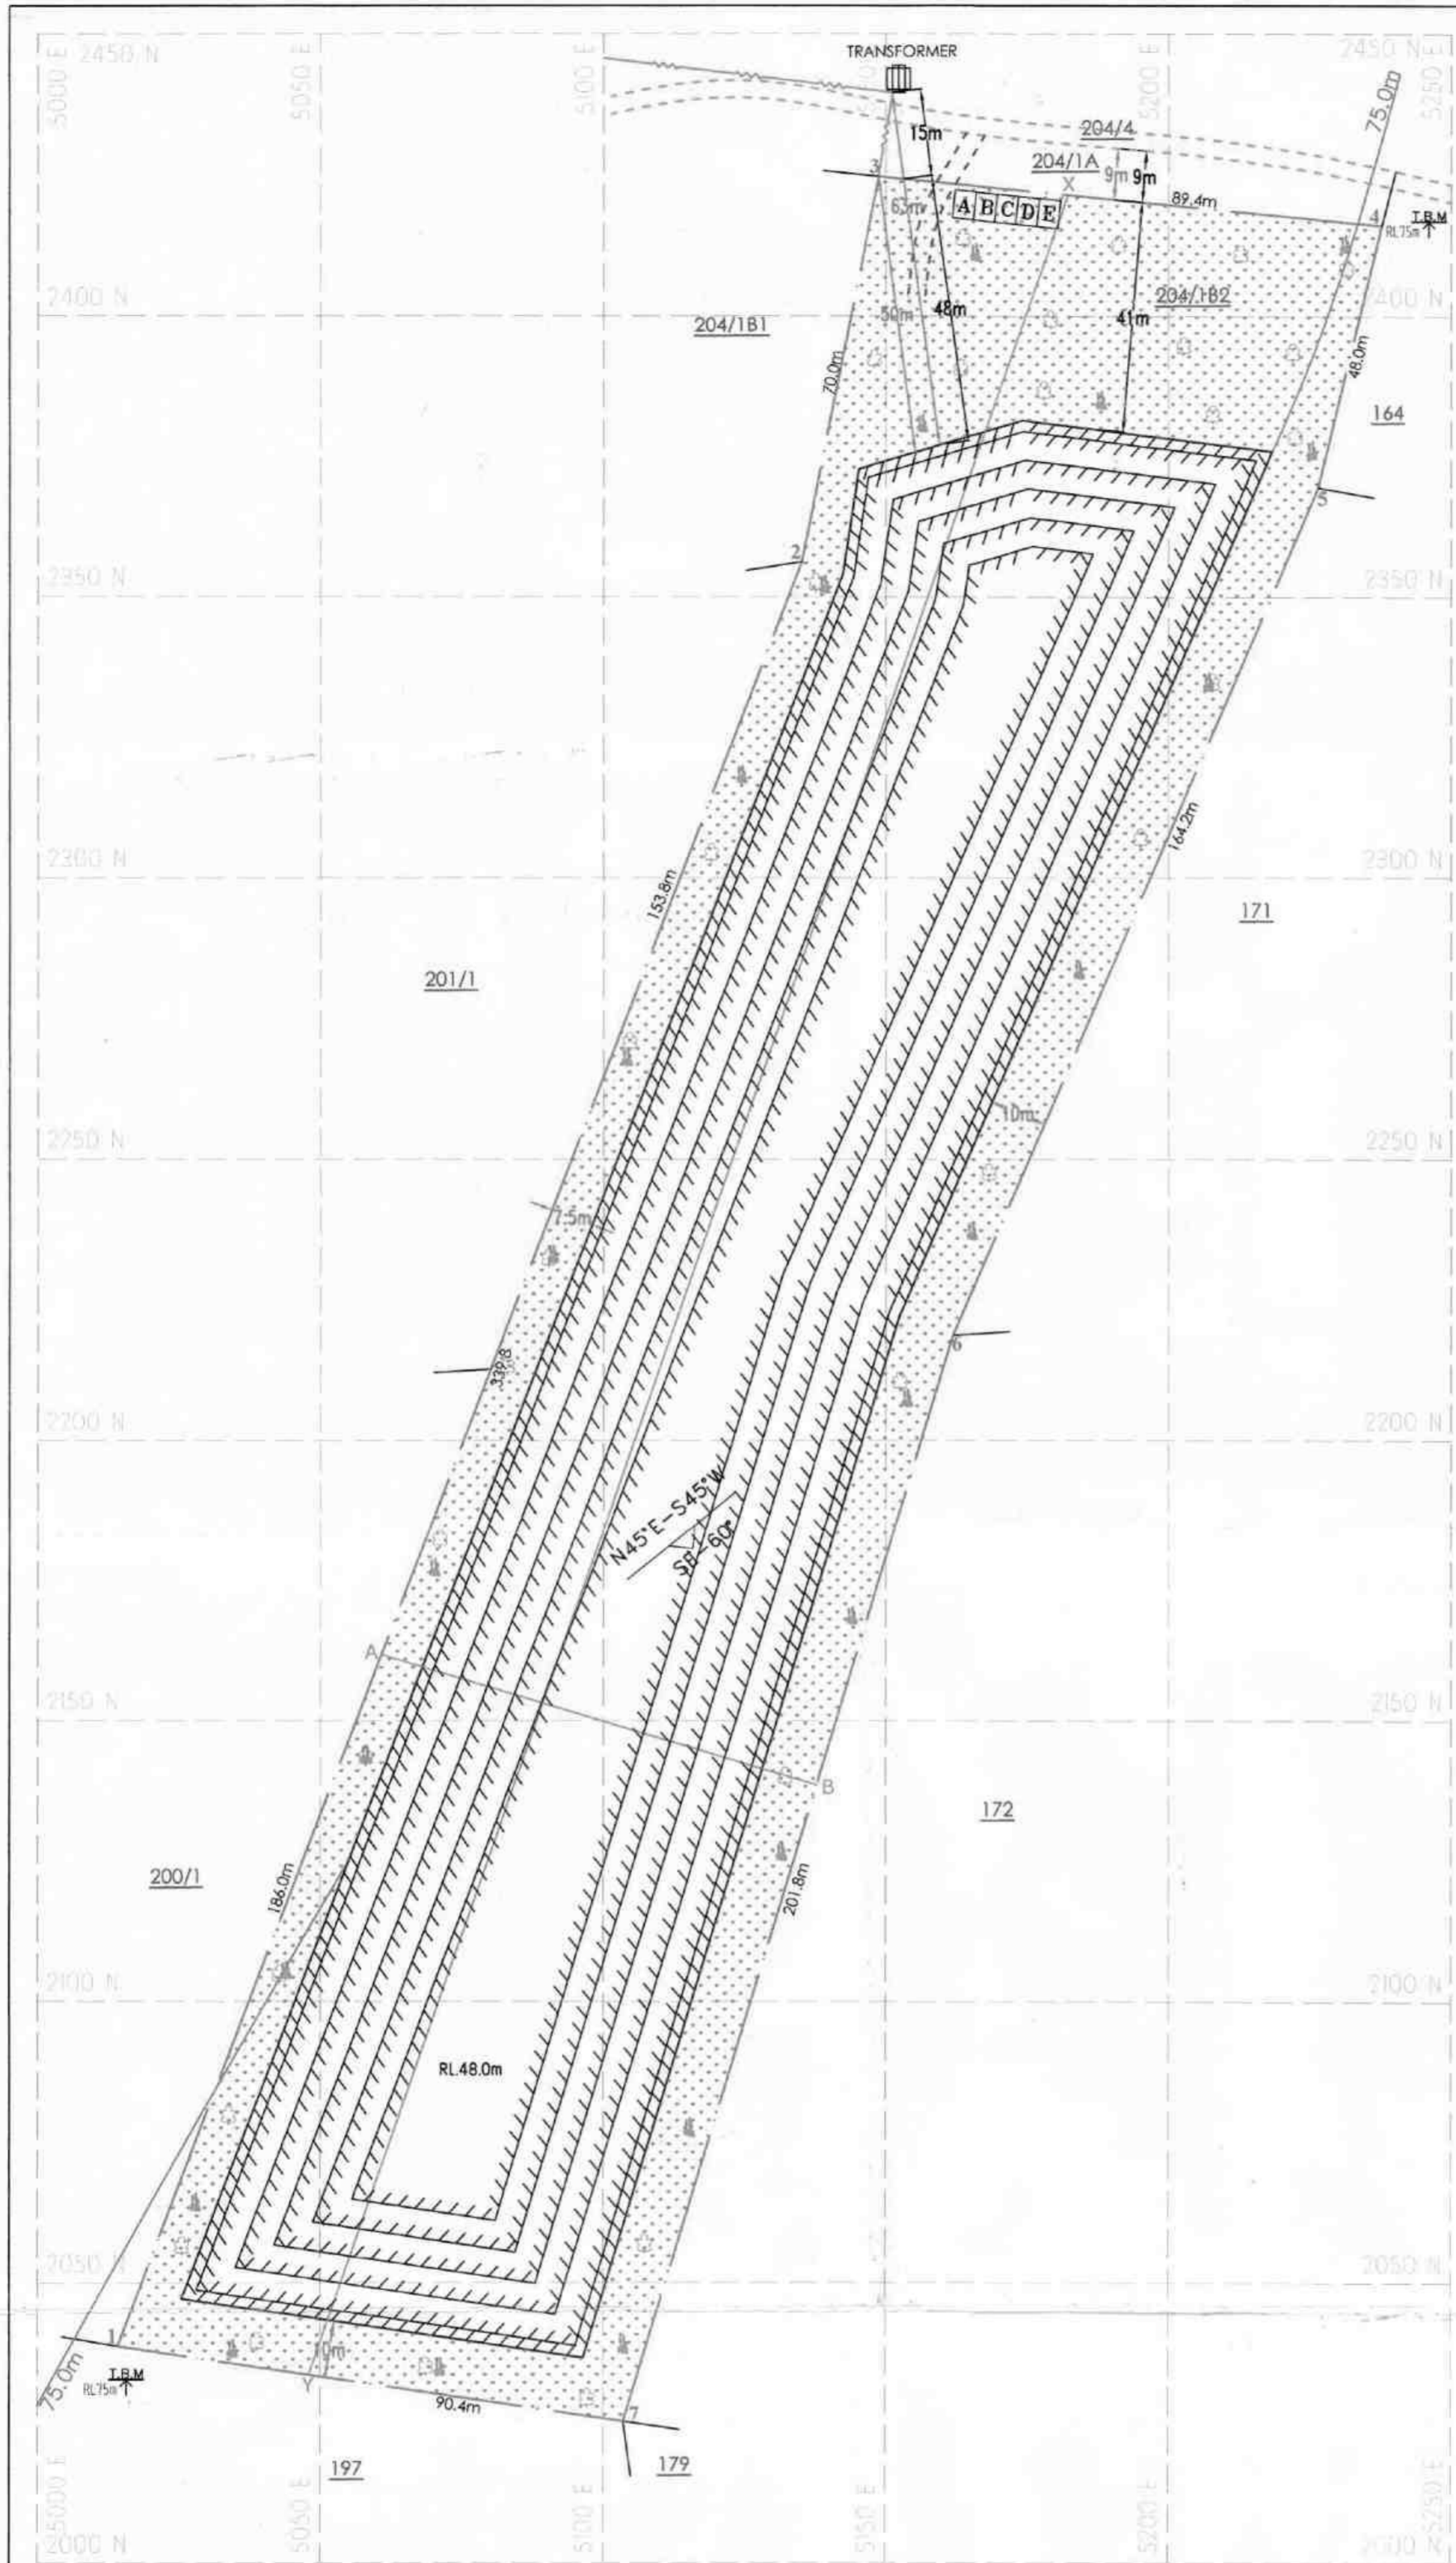 TRANSFORMER
5000 E
2450 N
5050 E
5100 E
5200 E
2450 N
5250 E
75.0m
15m
204/4
204/1A
9m
9m
3
X
89.4m
4
T.B.M
RL75m
63m
A B C D E
2400 N
204/1B1
50m
48m
204/1B2
41m
2400 N
70.0m
48.0m
164
5
2
2350 N
2350 N
164.2m
2300 N
2300 N
153.8m
171
201/1
10m
2250 N
2250 N
7.5m
6
339.8
2200 N
2200 N
N45°E-S45°W
SE-60°
A
2150 N
2150 N
B
172
200/1
186.0m
201.8m
2100 N
2100 N
RL.48.0m
2050 N
2050 N
1
10m
75.0m
T.B.M
RL75m
Y
90.4m
7
197
179
5000 E
5050 E
5100 E
5150 E
5200 E
5250 E
2000 N
2000 N